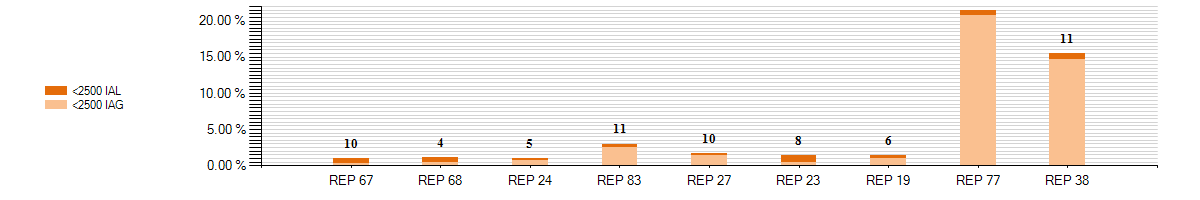 20.00 %
11
15.00 %
<2500 IAL
10.00 %
<2500 IAG
10 4 5 11 10 8 6
5.00 %
0.00 %
REP 67 REP 68 REP 24 REP 83 REP 27 REP 23 REP 19 REP 77 REP 38